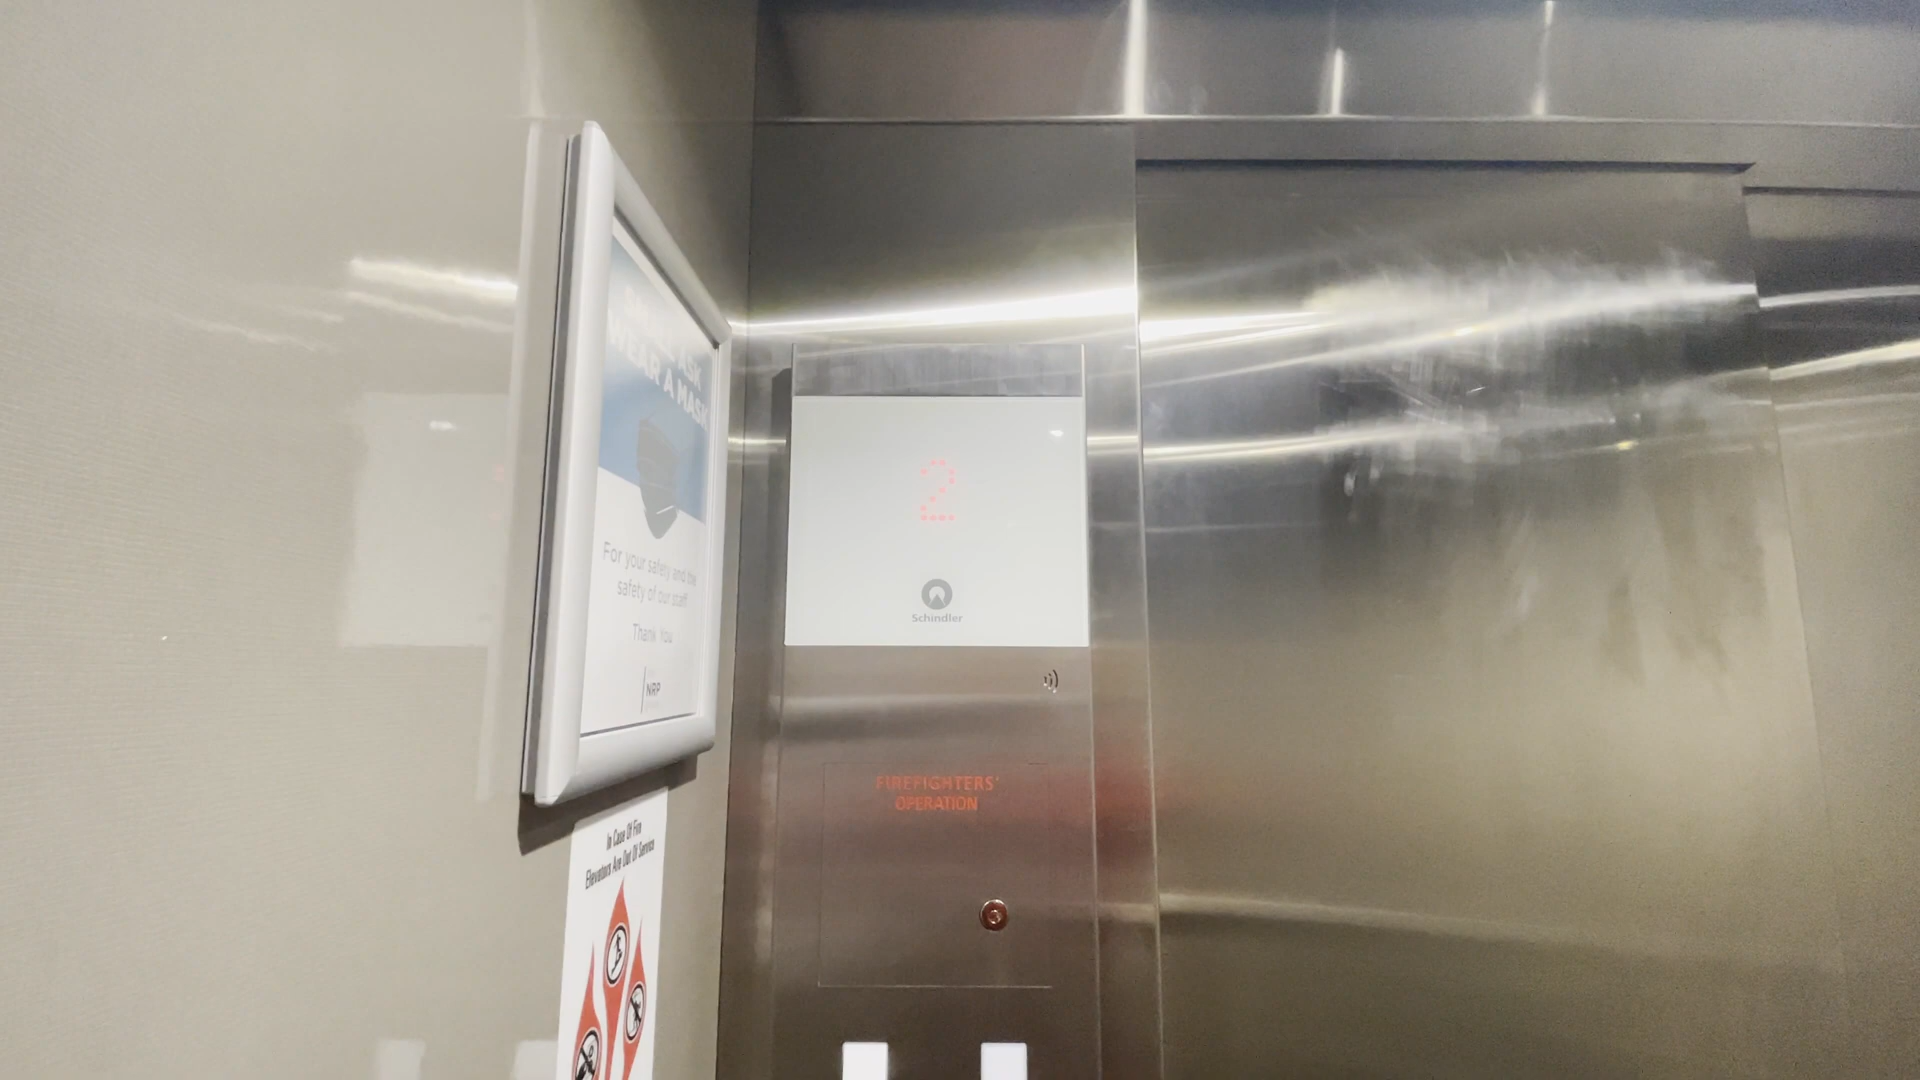 WEAR A MASK
For your safety and the
safety of our staff
Thank You
NRP
In Case Of Fire
Elevators Are Out Of Service
2
Schindler
FIREFIGHTERS'
OPERATION